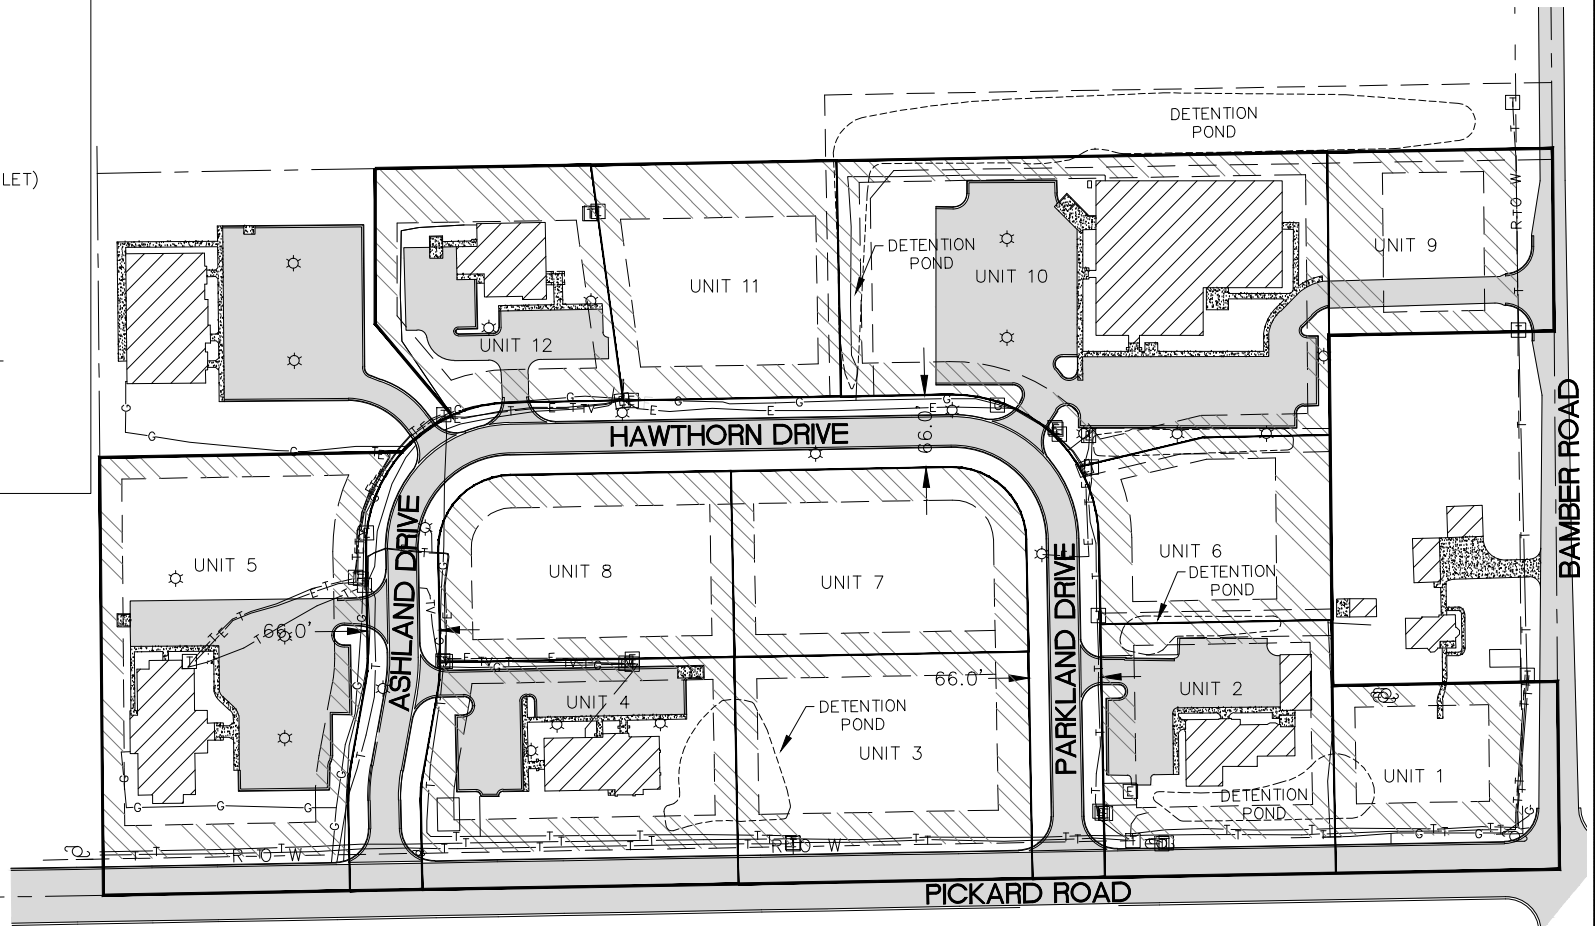 DETENTION
POND
LET)
R-O-W
UNIT 9
DETENTION
POND
UNIT 10
UNIT 11
UNIT 12
HAWTHORN DRIVE
66.0'
BAMBER ROAD
UNIT 5
UNIT 8
UNIT 7
UNIT 6
DETENTION
POND
ASHLAND DRIVE
PARKLAND DRIVE
66.0'
66.0'
UNIT 4
DETENTION
POND
UNIT 3
UNIT 2
UNIT 1
DETENTION
POND
R-O-W
R-O-W
PICKARD ROAD